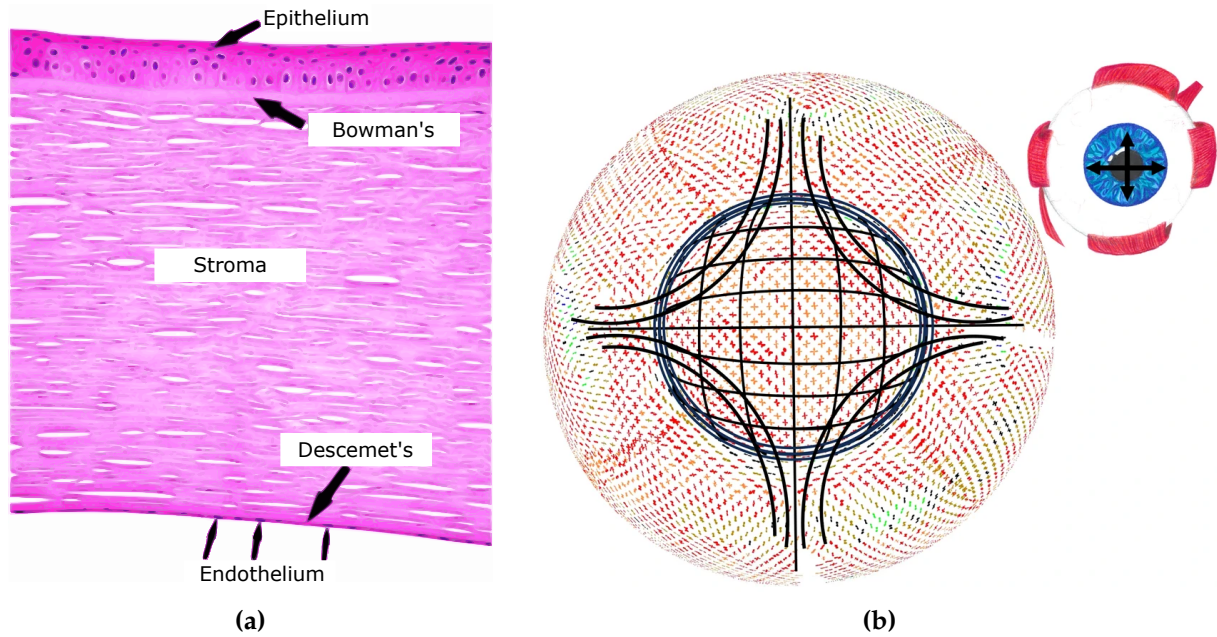 Epithelium
Bowman's
Stroma
Descemet's
Endothelium
(a)
(b)